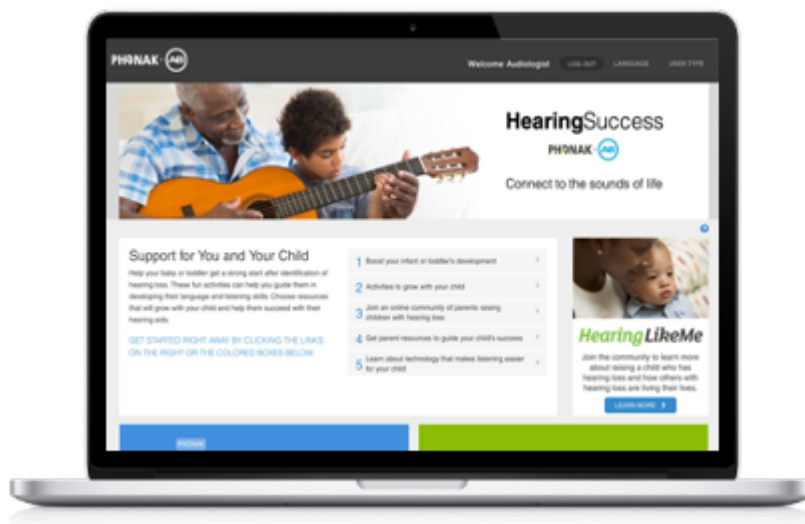 PHONAK AB
Welcome Audiologist LOG OUT LANGUAGE USER TYPE
HearingSuccess
PHONAK AB
Connect to the sounds of life
Support for You and Your Child
Help your baby or toddler get a strong start after identification of
hearing loss. These fun activities can help you guide them in
developing their language and listening skills. Choose resources
that will grow with your child and help them succeed with their
hearing aids.
GET STARTED RIGHT AWAY BY CLICKING THE LINKS
ON THE RIGHT OR THE COLORED BOXES BELOW.
1 Boost your infant or toddler's development
2 Activities to grow with your child
3 Join an online community of parents raising
children with hearing loss
4 Get parent resources to guide your child's success
5 Learn about technology that makes listening easier
for your child
HearingLikeMe
Join the community to learn more
about raising a child who has
hearing loss and how others with
hearing loss are living their lives.
LEARN MORE
PHONAK